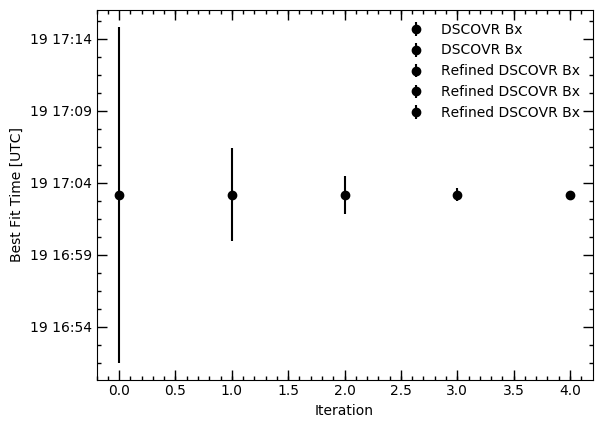 DSCOVR Bx
DSCOVR Bx
Refined DSCOVR Bx
Refined DSCOVR Bx
Refined DSCOVR Bx
19 17:14
19 17:09
19 17:04
19 16:59
19 16:54
Best Fit Time [UTC]
0.0 0.5 1.0 1.5 2.0 2.5 3.0 3.5 4.0
Iteration